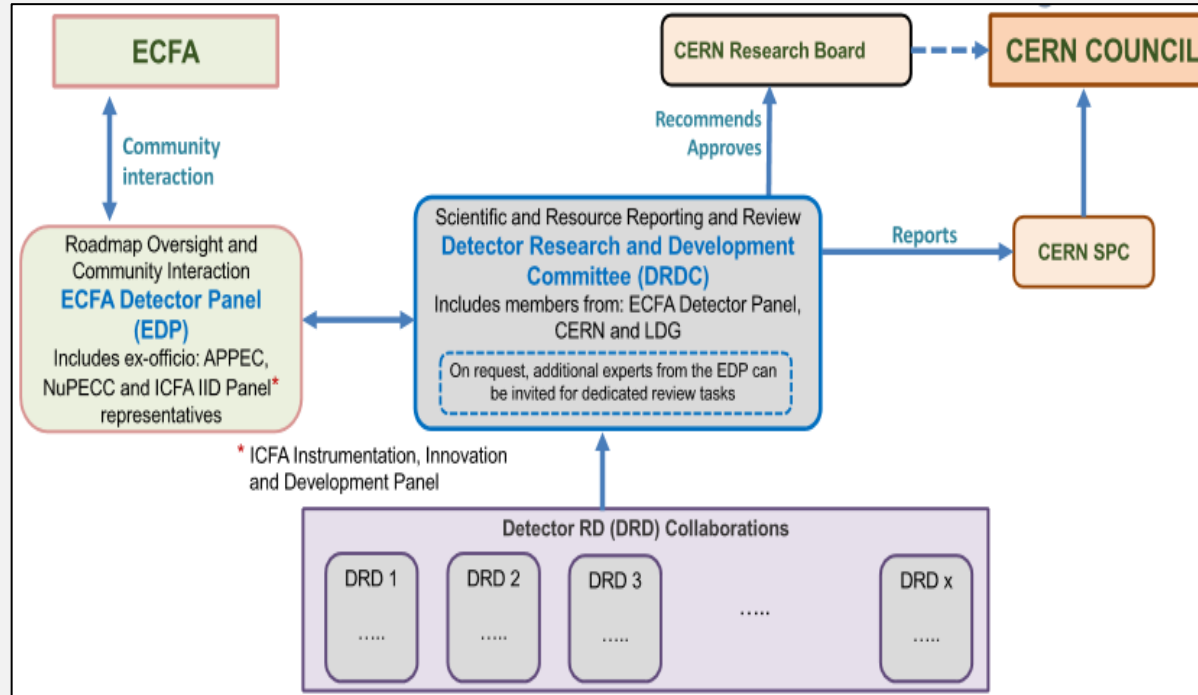 ECFA
CERN Research Board
CERN COUNCIL
Community
interaction
Recommends
Approves
Roadmap Oversight and
Community Interaction
ECFA Detector Panel
(EDP)
Includes ex-officio: APPEC,
NuPECC and ICFA IID Panel*
representatives
Scientific and Resource Reporting and Review
Detector Research and Development
Committee (DRDC)
Includes members from: ECFA Detector Panel,
CERN and LDG
On request, additional experts from the EDP can
be invited for dedicated review tasks
Reports
CERN SPC
* ICFA Instrumentation, Innovation
and Development Panel
Detector RD (DRD) Collaborations
DRD 1
.....
DRD 2
.....
DRD 3
.....
.....
DRD x
.....